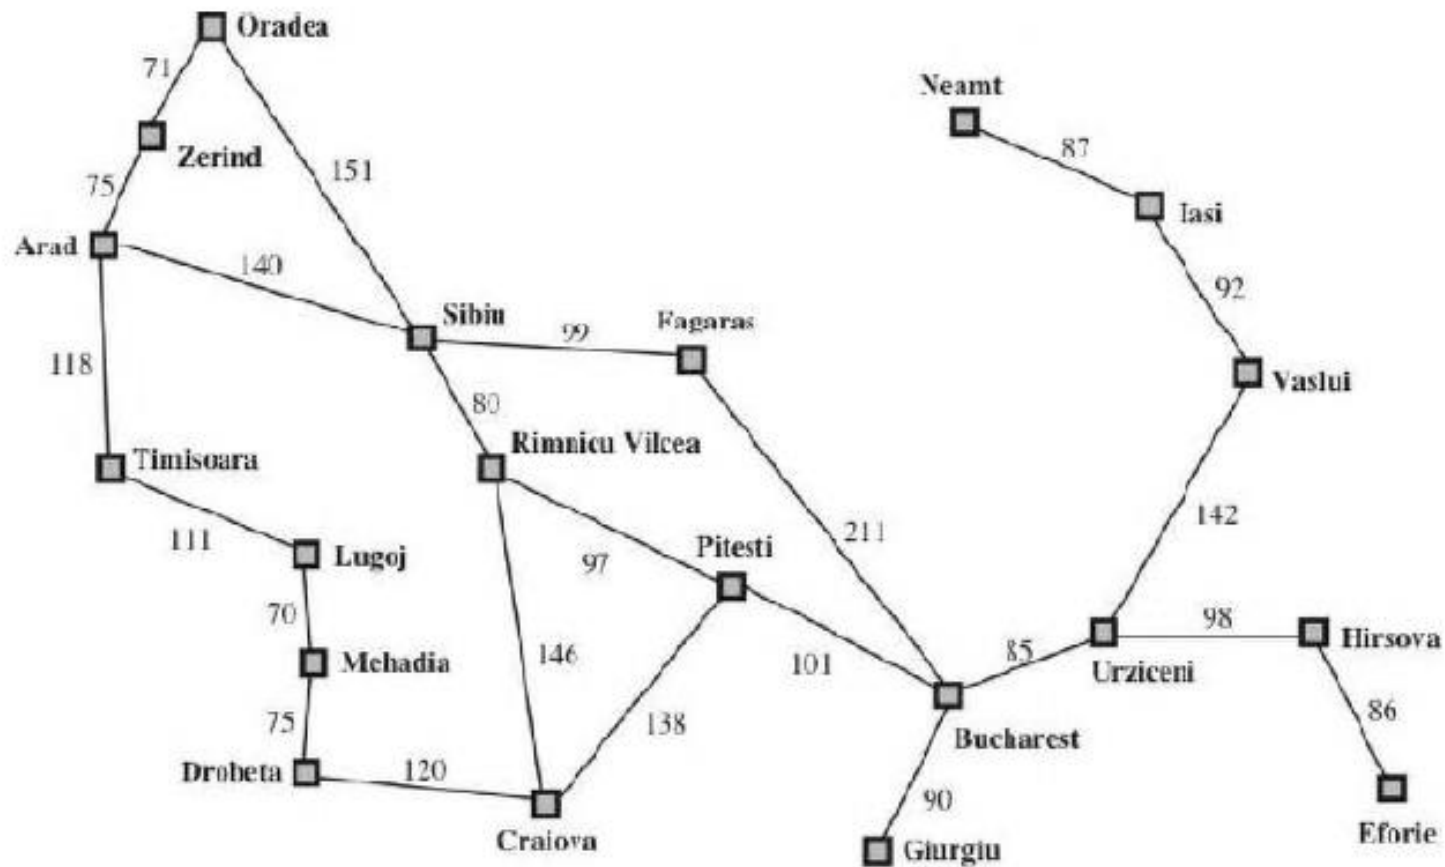 Oradea
71
Neamt
87
Zerind
151
75
Iasi
Arad
140
92
Sibiu
99
Fagaras
118
Vaslui
80
Timisoara
Rimnicu Vilcea
142
211
111
Lugoj
97
Pitesti
70
98
Hirsova
146
101
85
Mehadia
Urziceni
86
75
138
Bucharest
Drobeta
120
90
Craiova
Giurgiu
Eforie